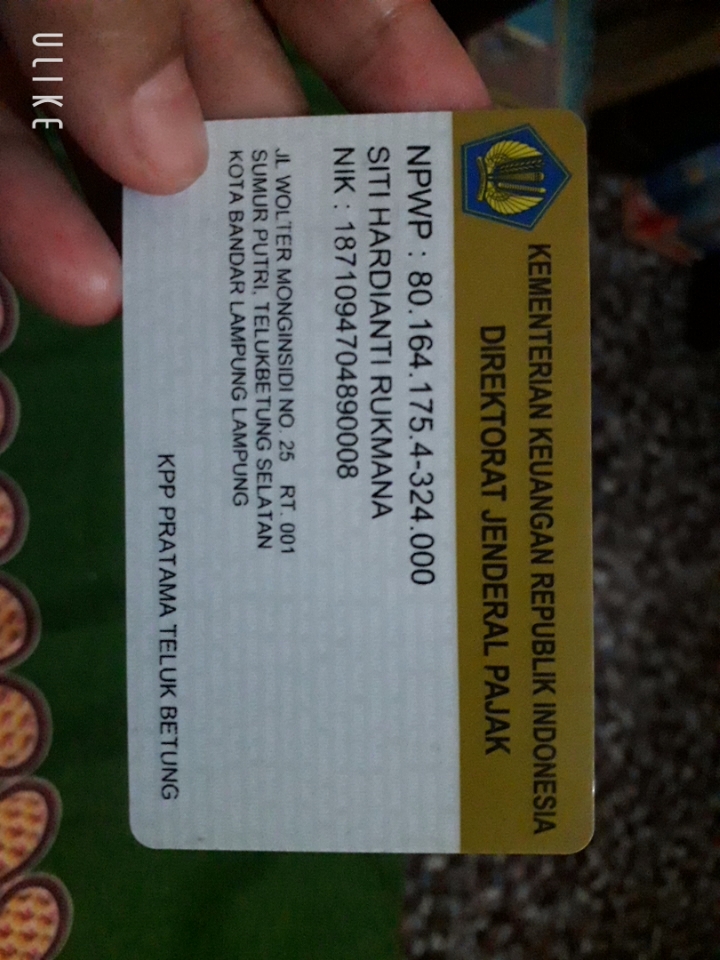 KEMENTERIAN KEUANGAN REPUBLIK INDONESIA
DIREKTORAT JENDERAL PAJAK
NPWP : 80.164.175.4-324.000
SITI HARDIANTI RUKMANA
NIK : 1871094704890008
JL WOLTER MONGINSIDI NO. 25 RT. 001
SUMUR PUTRI, TELUKBETUNG SELATAN
KOTA BANDAR LAMPUNG LAMPUNG
KPP PRATAMA TELUK BETUNG
ULIKE